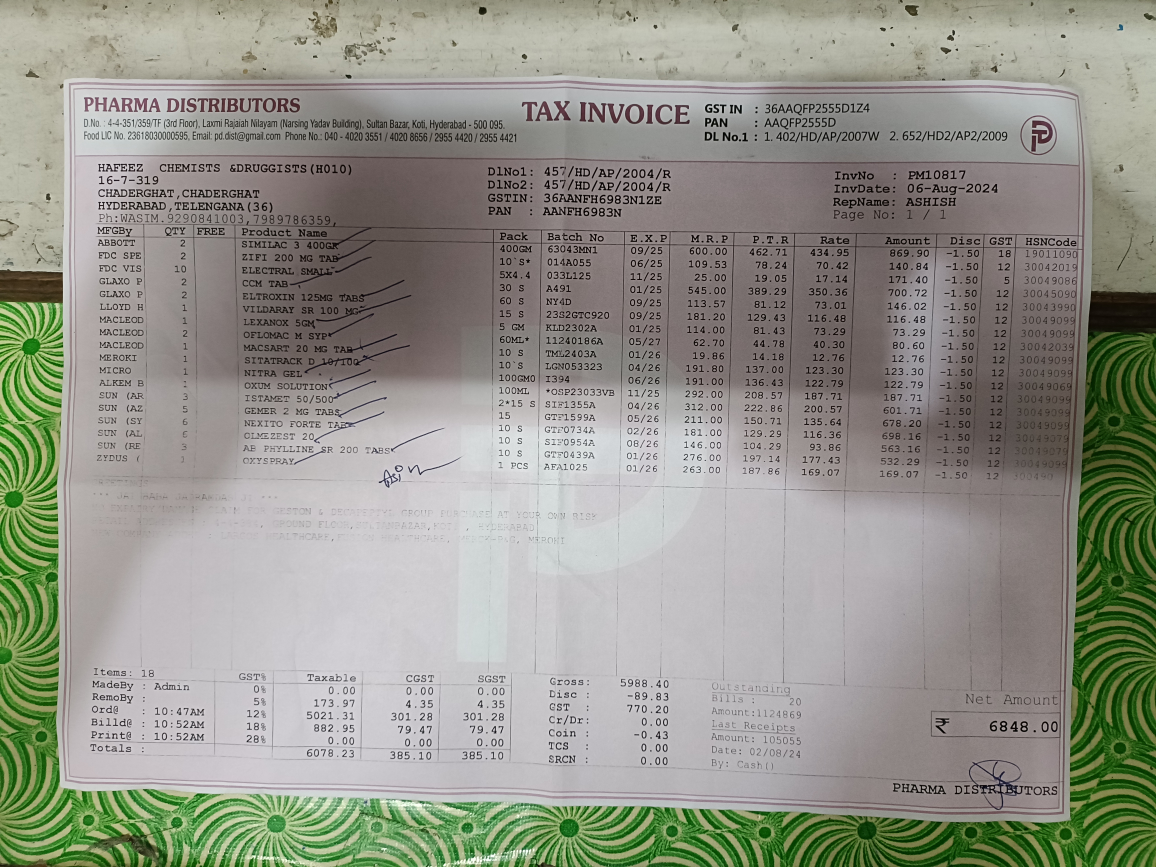 PHARMA DISTRIBUTORS
D.No. : 4-4-351/359/TF (3rd Floor), Laxmi Rajaiah Nilayam (Narsing Yadav Building), Sultan Bazar, Koti, Hyderabad - 500 095.
Food LIC No. 23618030000595, Email: pd.dist@gmail.com Phone No.: 040 - 4020 3551 / 4020 8656 / 2955 4420 / 2955 4421
TAX INVOICE
GST IN : 36AAQFP2555D1Z4
PAN : AAQFP2555D
DL No.1 : 1. 402/HD/AP/2007W 2. 652/HD2/AP2/2009
HAFEEZ CHEMISTS &DRUGGISTS(H010)
16-7-319
CHADERGHAT,CHADERGHAT
HYDERABAD,TELENGANA(36)
Ph:WASIM.9290841003,7989786359,
DlNo1: 457/HD/AP/2004/R
DlNo2: 457/HD/AP/2004/R
GSTIN: 36AANFH6983N1ZE
PAN : AANFH6983N
InvNo : PM10817
InvDate: 06-Aug-2024
RepName: ASHISH
Page No: 1 / 1
MFGBy QTY FREE Product Name Pack Batch No E.X.P M.R.P P.T.R Rate Amount Disc GST HSNCode
ABBOTT 2 SIMILAC 3 400GR 400GM 63043MN1 09/25 600.00 462.71 434.95 869.90 -1.50 18 19011090
FDC SPE 2 ZIFI 200 MG TAB 10`S* 014A055 06/25 109.53 78.24 70.42 140.84 -1.50 12 30042019
FDC VIS 10 ELECTRAL SMALL 5X4.4 033L125 11/25 25.00 19.05 17.14 171.40 -1.50 5 30049086
GLAXO P 2 CCM TAB 30 S A491 01/25 545.00 389.29 350.36 700.72 -1.50 12 30045090
GLAXO P 2 ELTROXIN 125MG TABS 60 S NY4D 09/25 113.57 81.12 73.01 146.02 -1.50 12 30043990
LLOYD H 1 VILDARAY SR 100 MG 15 S 23S2GTC920 09/25 181.20 129.43 116.48 116.48 -1.50 12 30049099
MACLEOD 1 LEXANOX 5GM 5 GM KLD2302A 01/25 114.00 81.43 73.29 73.29 -1.50 12 30049099
MACLEOD 2 OFLOMAC M SYP 60ML* 11240186A 05/27 62.70 44.78 40.30 80.60 -1.50 12 30042039
MACLEOD 1 MACSART 20 MG TAB 10 S TML2403A 01/26 19.86 14.18 12.76 12.76 -1.50 12 30049099
MEROKI 1 SITATRACK D 10/100 10`S LGN053323 04/26 191.80 137.00 123.30 123.30 -1.50 12 30049099
MICRO 1 NITRA GEL 100GM0 I394 06/26 191.00 136.43 122.79 122.79 -1.50 12 30049069
ALKEM B 1 OXUM SOLUTION 100ML *OSP23033VB 11/25 292.00 208.57 187.71 187.71 -1.50 12 30049099
SUN (AR 3 ISTAMET 50/500 2*15 S SIF1355A 04/26 312.00 222.86 200.57 601.71 -1.50 12 30049099
SUN (AZ 5 GEMER 2 MG TABS 15 GTF1599A 05/26 211.00 150.71 135.64 678.20 -1.50 12 30049099
SUN (SY 6 NEXITO FORTE TAB 10 S GTF0734A 02/26 181.00 129.29 116.36 698.16 -1.50 12 30049079
SUN (AL 6 OLMEZEST 20 10 S SIF0954A 08/26 146.00 104.29 93.86 563.16 -1.50 12 30049079
SUN (RE 3 AB PHYLLINE SR 200 TABS 10 S GTF0439A 01/26 276.00 197.14 177.43 532.29 -1.50 12 30049099
ZYDUS ( 1 OXYSPRAY 1 PCS AFA1025 01/26 263.00 187.86 169.07 169.07 -1.50 12 300490
GROUP PURCHASE AT YOUR OWN RISK
GROUND FLOOR, HYDERABAD
HEALTHCARE, MEROKI
Items: 18
MadeBy : Admin
RemoBy :
Ord@ : 10:47AM
Billd@ : 10:52AM
Print@ : 10:52AM
Totals :
GST% Taxable CGST SGST
0% 0.00 0.00 0.00
5% 173.97 4.35 4.35
12% 5021.31 301.28 301.28
18% 882.95 79.47 79.47
28% 0.00 0.00 0.00
6078.23 385.10 385.10
Gross: 5988.40
Disc : -89.83
GST : 770.20
Cr/Dr: 0.00
Coin : -0.43
TCS : 0.00
SRCN : 0.00
Outstanding
Bills : 20
Amount:1124869
Last Receipts
Amount: 105055
Date: 02/08/24
By: Cash()
Net Amount
₹ 6848.00
PHARMA DISTRIBUTORS